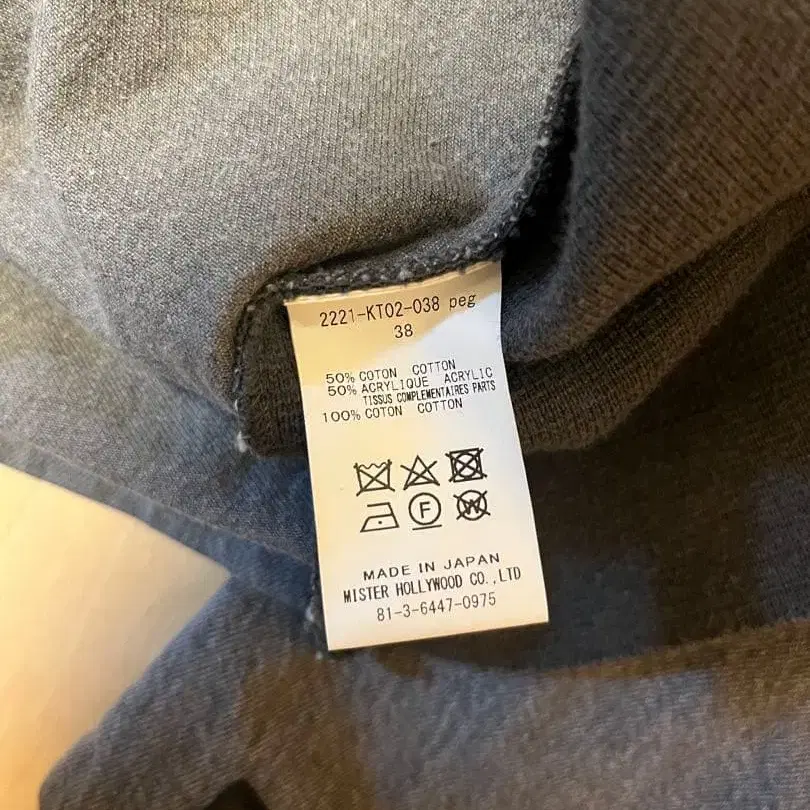 2221-KT02-038 peg
38
50% COTON COTTON
50% ACRYLIQUE ACRYLIC
TISSUS COMPLEMENTAIRES PARTS
100% COTON COTTON
F
W
MADE IN JAPAN
MISTER HOLLYWOOD CO.,LTD
81-3-6447-0975